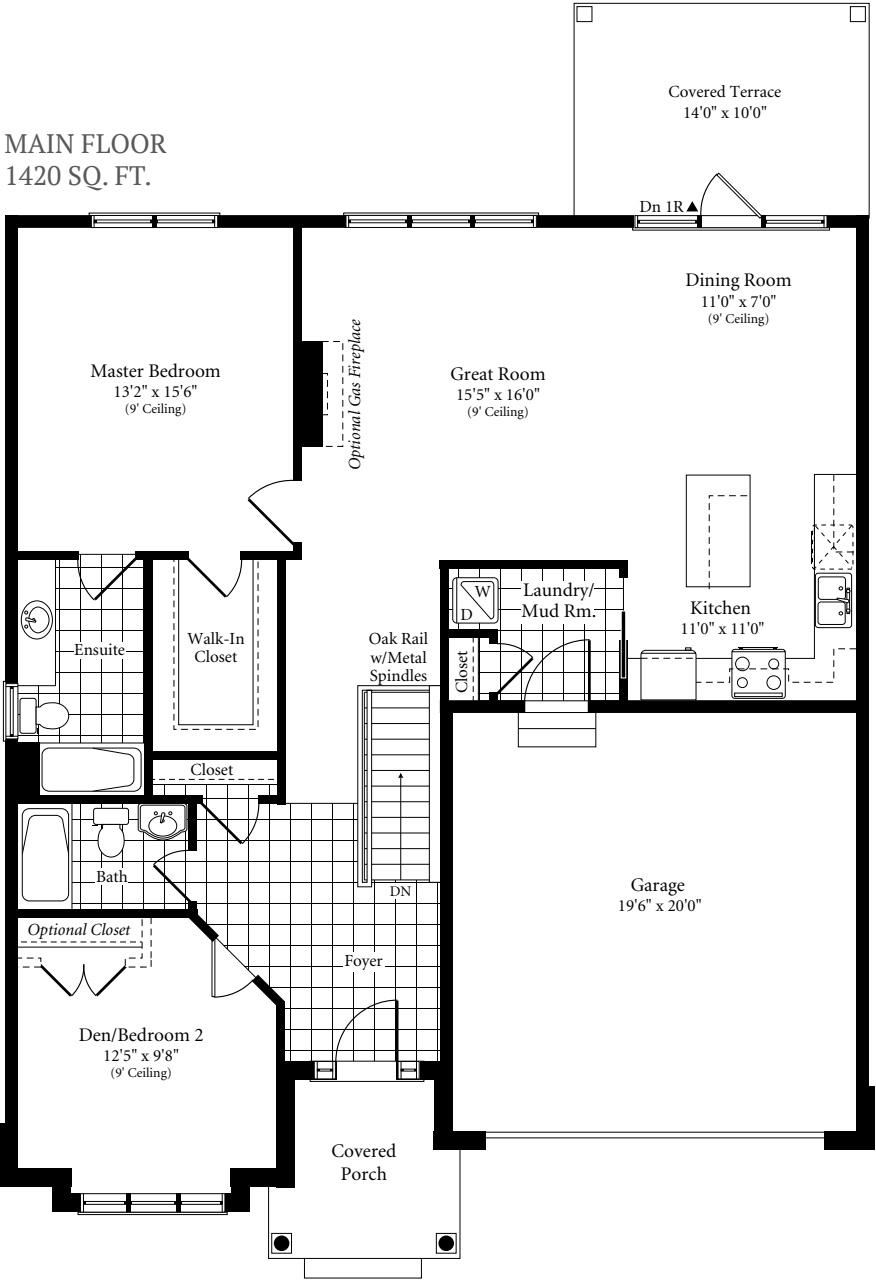 Covered Terrace
14'0" x 10'0"
MAIN FLOOR
1420 SQ. FT.
Dn 1R
Dining Room
11'0" x 7'0"
(9' Ceiling)
Master Bedroom
13'2" x 15'6"
(9' Ceiling)
Optional Gas Fireplace
Great Room
15'5" x 16'0"
(9' Ceiling)
W
D
Laundry/
Mud Rm.
Kitchen
11'0" x 11'0"
Ensuite
Walk-In
Closet
Oak Rail
w/Metal
Spindles
Closet
Closet
Bath
DN
Garage
19'6" x 20'0"
Optional Closet
Foyer
Den/Bedroom 2
12'5" x 9'8"
(9' Ceiling)
Covered
Porch